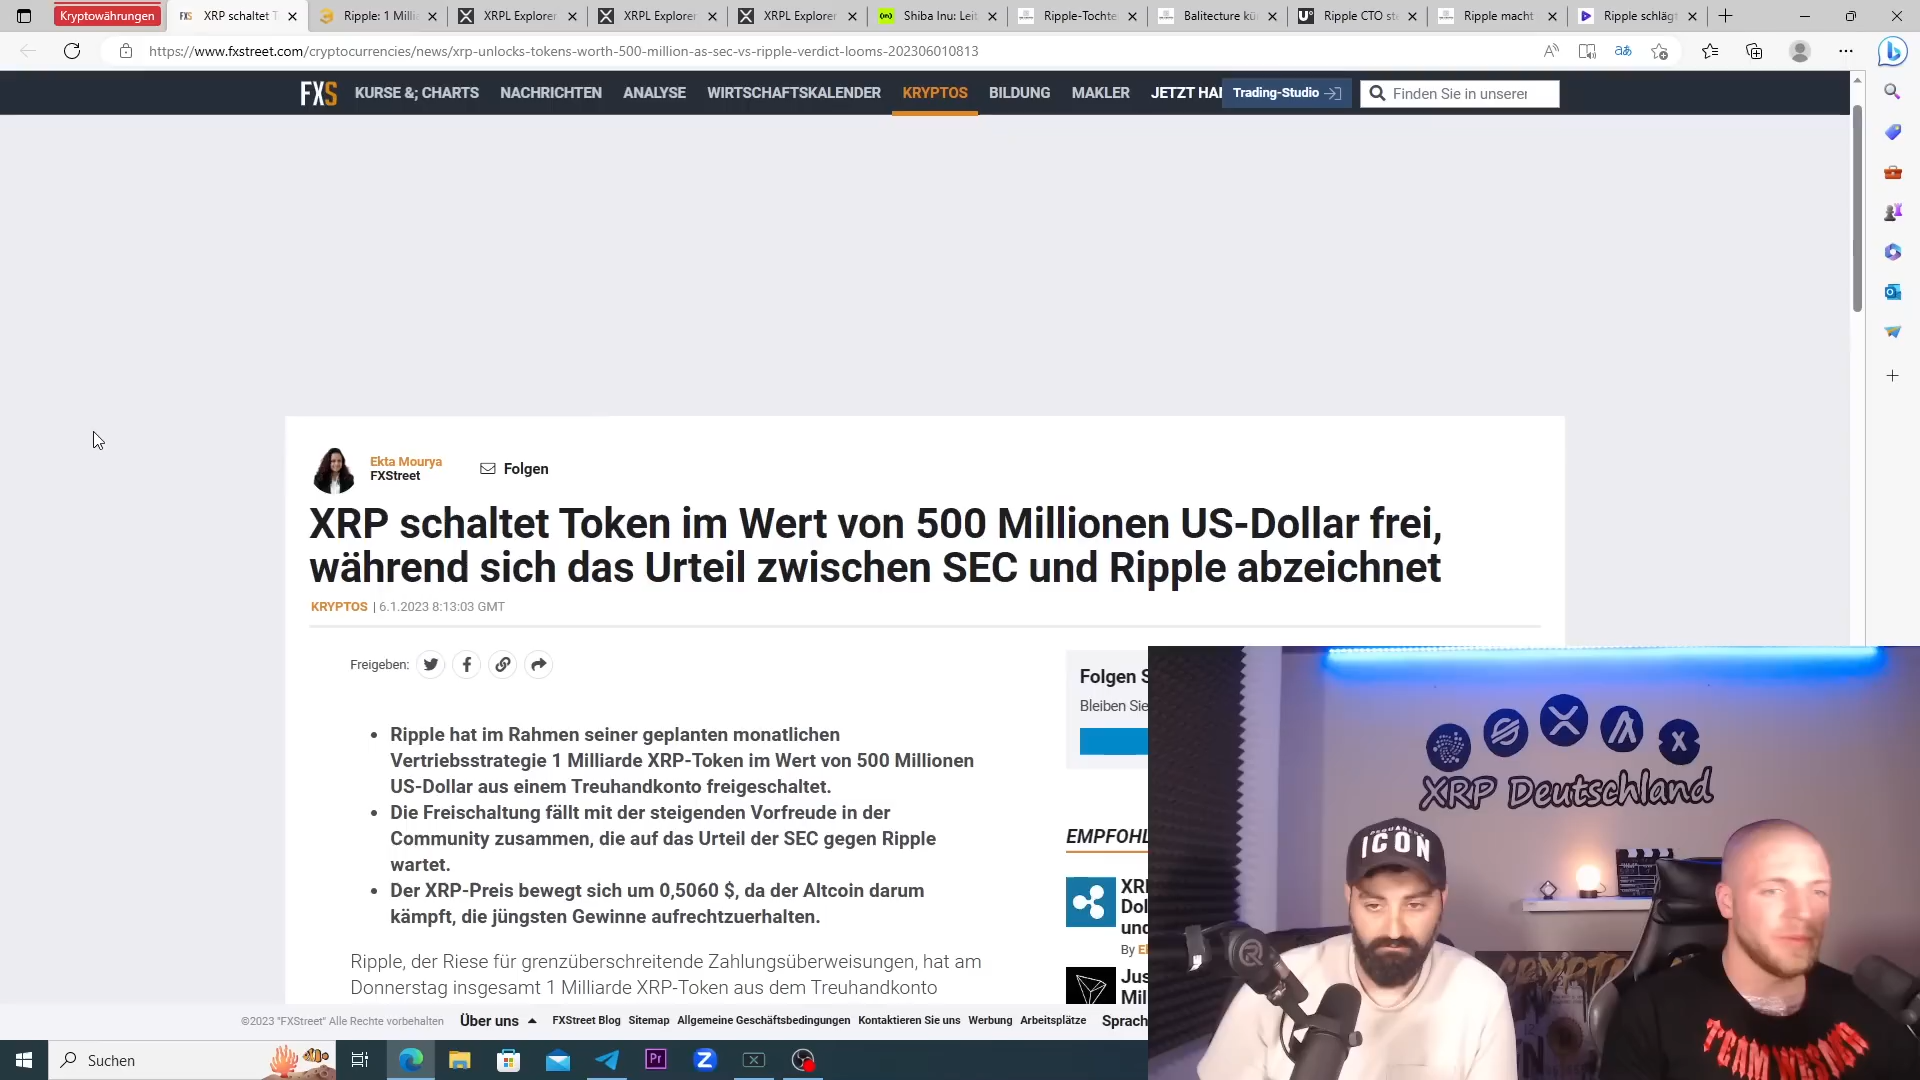 Kryptowährungen
XRP schaltet T
Ripple: 1 Milli
XRPL Explorer
XRPL Explorer
XRPL Explorer
Shiba Inu: Leit
Ripple-Tochte
Balitecture kü
Ripple CTO ste
Ripple macht
Ripple schläg
https://www.fxstreet.com/cryptocurrencies/news/xrp-unlocks-tokens-worth-500-million-as-sec-vs-ripple-verdict-looms-202306010813
FXS KURSE &; CHARTS NACHRICHTEN ANALYSE WIRTSCHAFTSKALENDER KRYPTOS BILDUNG MAKLER JETZT HAI Trading-Studio Finden Sie in unserer
Ekta Mourya
FXStreet
Folgen
XRP schaltet Token im Wert von 500 Millionen US-Dollar frei,
während sich das Urteil zwischen SEC und Ripple abzeichnet
KRYPTOS | 6.1.2023 8:13:03 GMT
Freigeben:
• Ripple hat im Rahmen seiner geplanten monatlichen
Vertriebsstrategie 1 Milliarde XRP-Token im Wert von 500 Millionen
US-Dollar aus einem Treuhandkonto freigeschaltet.
• Die Freischaltung fällt mit der steigenden Vorfreude in der
Community zusammen, die auf das Urteil der SEC gegen Ripple
wartet.
• Der XRP-Preis bewegt sich um 0,5060 $, da der Altcoin darum
kämpft, die jüngsten Gewinne aufrechtzuerhalten.
Ripple, der Riese für grenzüberschreitende Zahlungsüberweisungen, hat am
Donnerstag insgesamt 1 Milliarde XRP-Token aus dem Treuhandkonto
Folgen S
Bleiben Sie
EMPFOHL
XRI
Dol
und
By El
Jus
Mil
XRP Deutschland
ICON
CRYPTO
©2023 "FXStreet" Alle Rechte vorbehalten Über uns FXStreet Blog Sitemap Allgemeine Geschäftsbedingungen Kontaktieren Sie uns Werbung Arbeitsplätze Sprach
Suchen
Pr
Z